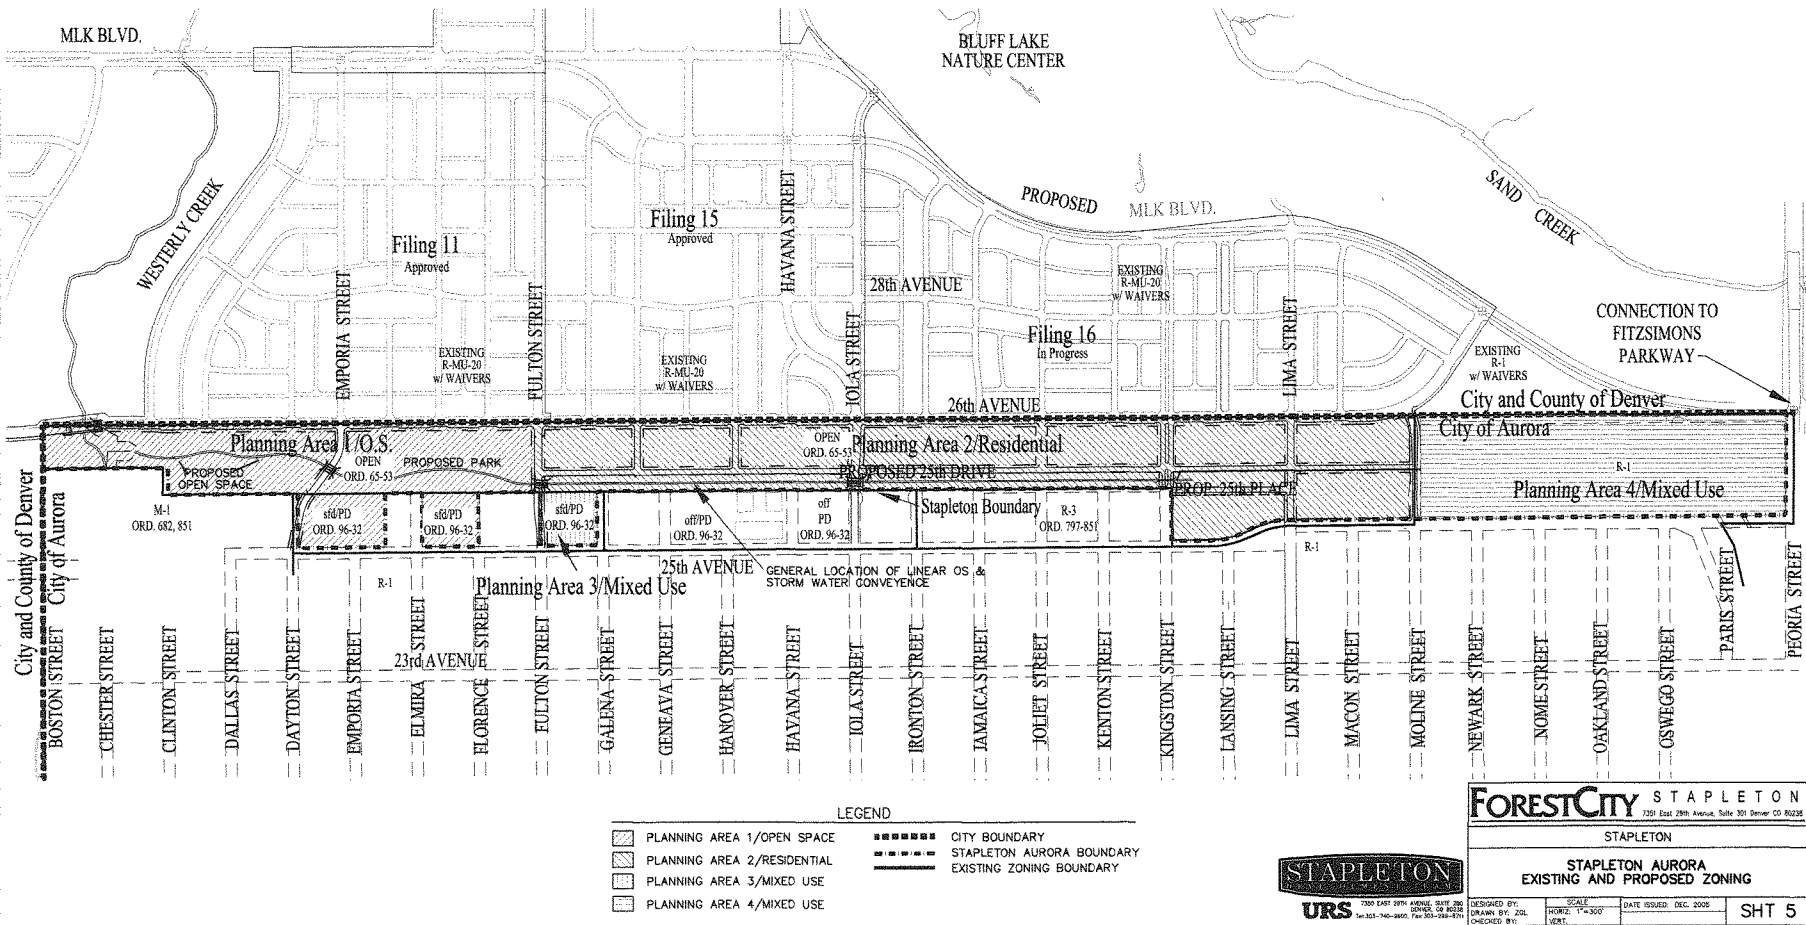 MLK BLVD.
BLUFF LAKE
NATURE CENTER
WESTERLY CREEK
SAND CREEK
PROPOSED MLK BLVD.
Filing 11
Approved
Filing 15
Approved
Filing 16
In Progress
HAVANA STREET
28th AVENUE
EXISTING
R-MU-20
w/ WAIVERS
EXISTING
R-MU-20
w/ WAIVERS
EXISTING
R-MU-20
w/ WAIVERS
EXISTING
R-1
w/ WAIVERS
EMPORIA STREET
FULTON STREET
IOLA STREET
LIMA STREET
CONNECTION TO
FITZSIMONS
PARKWAY
26th AVENUE
City and County of Denver
City of Aurora
Planning Area 1/O.S.
OPEN
ORD. 65-53
PROPOSED
OPEN SPACE
PROPOSED PARK
OPEN
ORD. 65-53
Planning Area 2/Residential
PROPOSED 25th DRIVE
PROP. 25th PLACE
R-1
Planning Area 4/Mixed Use
Stapleton Boundary
M-1
ORD. 682, 851
sfd/PD
ORD. 96-32
sfd/PD
ORD. 96-32
sfd/PD
ORD. 96-32
off/PD
ORD. 96-32
off
PD
ORD. 96-32
R-3
ORD. 797-851
R-1
R-1
25th AVENUE
GENERAL LOCATION OF LINEAR OS &
STORM WATER CONVEYENCE
Planning Area 3/Mixed Use
23rd AVENUE
City and County of Denver
City of Aurora
BOSTON STREET
CHESTER STREET
CLINTON STREET
DALLAS STREET
DAYTON STREET
EMPORIA STREET
ELMIRA STREET
FLORENCE STREET
FULTON STREET
GALENA STREET
GENEAVA STREET
HANOVER STREET
HAVANA STREET
IOLA STREET
IRONTON STREET
JAMAICA STREET
JOLIET STREET
KENTON STREET
KINGSTON STREET
LANSING STREET
LIMA STREET
MACON STREET
MOLINE STREET
NEWARK STREET
NOME STREET
OAKLAND STREET
OSWEGO STREET
PARIS STREET
PEORIA STREET
LEGEND
PLANNING AREA 1/OPEN SPACE
PLANNING AREA 2/RESIDENTIAL
PLANNING AREA 3/MIXED USE
PLANNING AREA 4/MIXED USE
CITY BOUNDARY
STAPLETON AURORA BOUNDARY
EXISTING ZONING BOUNDARY
STAPLETON
URS
FOREST CITY STAPLETON
7351 East 29th Avenue, Suite 301 Denver CO 80238
STAPLETON
STAPLETON AURORA
EXISTING AND PROPOSED ZONING
DESIGNED BY:
DRAWN BY: ZGL
CHECKED BY:
SCALE
HORIZ: 1"=300'
VERT.
DATE ISSUED: DEC. 2005
SHT 5